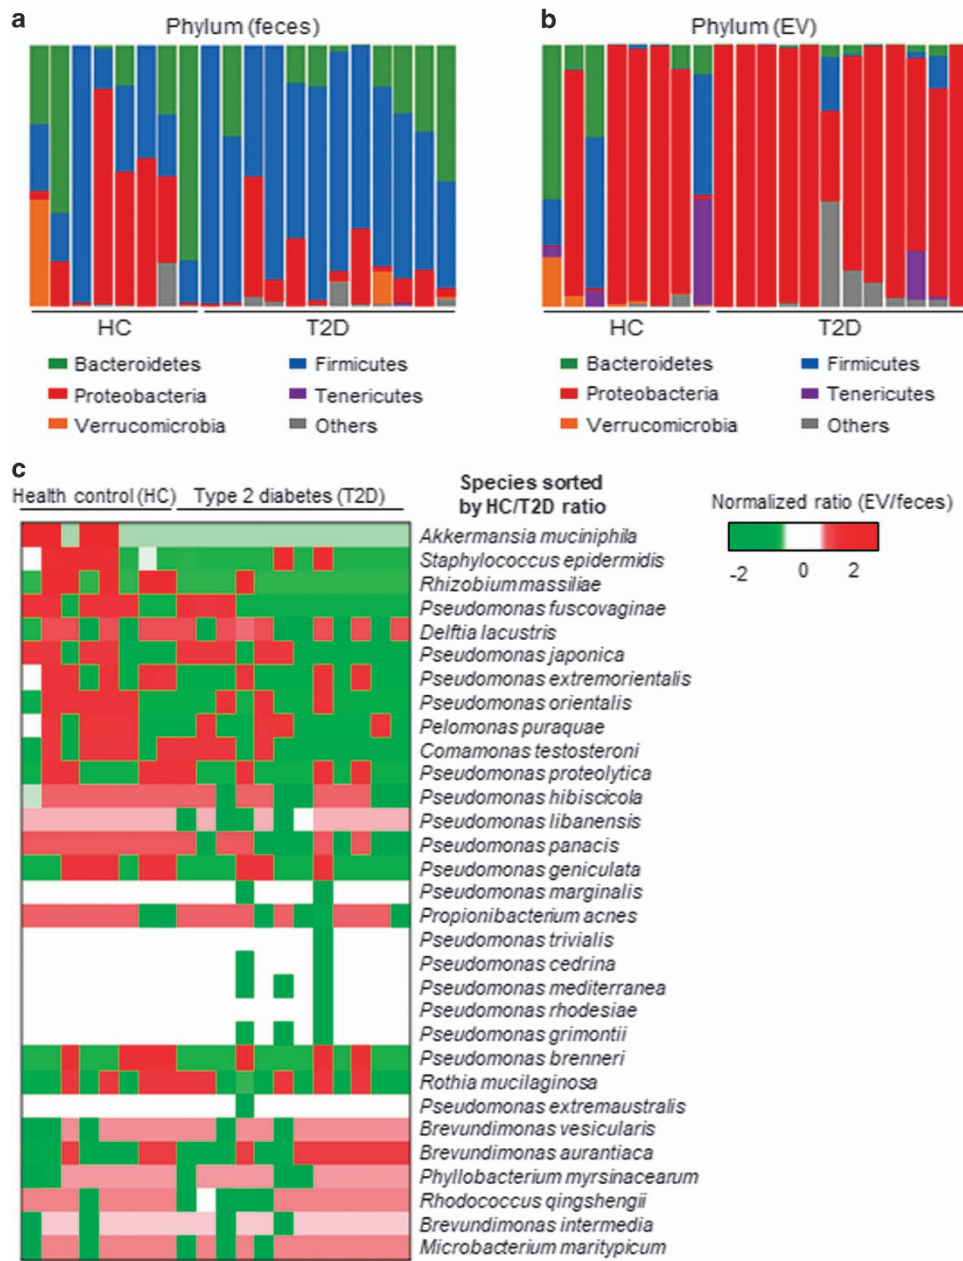 a
Phylum (feces)
HC
T2D
Bacteroidetes
Firmicutes
Proteobacteria
Tenericutes
Verrucomicrobia
Others
b
Phylum (EV)
HC
T2D
Bacteroidetes
Firmicutes
Proteobacteria
Tenericutes
Verrucomicrobia
Others
c
Health control (HC)
Type 2 diabetes (T2D)
Species sorted
by HC/T2D ratio
Normalized ratio (EV/feces)
-2
0
2
Akkermansia muciniphila
Staphylococcus epidermidis
Rhizobium massiliae
Pseudomonas fuscovaginae
Delftia lacustris
Pseudomonas japonica
Pseudomonas extremorientalis
Pseudomonas orientalis
Pelomonas puraquae
Comamonas testosteroni
Pseudomonas proteolytica
Pseudomonas hibiscicola
Pseudomonas libanensis
Pseudomonas panacis
Pseudomonas geniculata
Pseudomonas marginalis
Propionibacterium acnes
Pseudomonas trivialis
Pseudomonas cedrina
Pseudomonas mediterranea
Pseudomonas rhodesiae
Pseudomonas grimontii
Pseudomonas brenneri
Rothia mucilaginosa
Pseudomonas extremaustralis
Brevundimonas vesicularis
Brevundimonas aurantiaca
Phyllobacterium myrsinacearum
Rhodococcus qingshengii
Brevundimonas intermedia
Microbacterium maritypicum